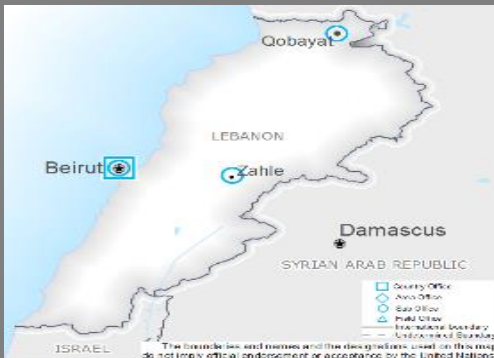 Qobayat
LEBANON
Beirut
Zahle
Damascus
SYRIAN ARAB REPUBLIC
Country Office
Area Office
Sub Office
Field Office
International boundary
Undetermined Boundary
ISRAEL
The boundaries and names and the designations used on this map
do not imply official endorsement or acceptance by the United Nations